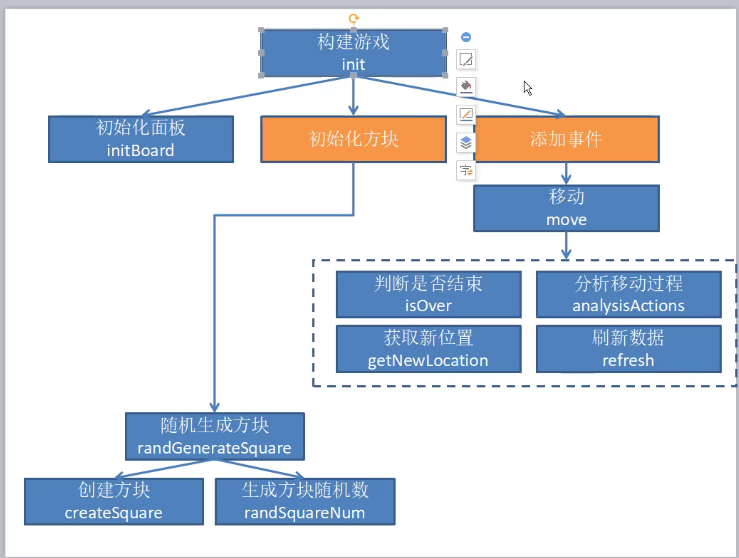 构建游戏
init
初始化面板
initBoard
初始化方块
添加事件
移动
move
判断是否结束
isOver
分析移动过程
analysisActions
获取新位置
getNewLocation
刷新数据
refresh
随机生成方块
randGenerateSquare
创建方块
createSquare
生成方块随机数
randSquareNum